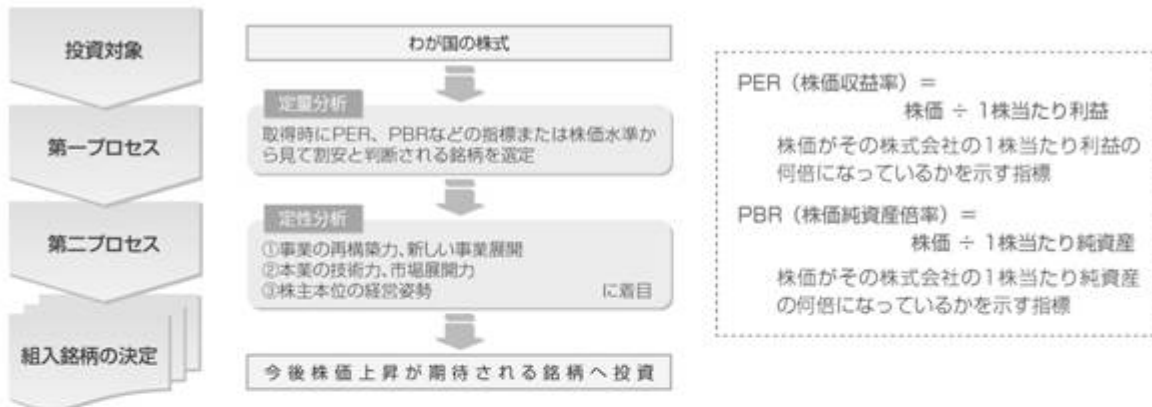 投資対象
わが国の株式
第一プロセス
定量分析
取得時にPER、PBRなどの指標または株価水準か
ら見て割安と判断される銘柄を選定
第二プロセス
定性分析
①事業の再構築力、新しい事業展開
②本業の技術力、市場展開力
③株主本位の経営姿勢 に着目
組入銘柄の決定
今後株価上昇が期待される銘柄へ投資
PER（株価収益率）＝
株価 ÷ 1株当たり利益
株価がその株式会社の1株当たり利益の
何倍になっているかを示す指標
PBR（株価純資産倍率）＝
株価 ÷ 1株当たり純資産
株価がその株式会社の1株当たり純資産
の何倍になっているかを示す指標